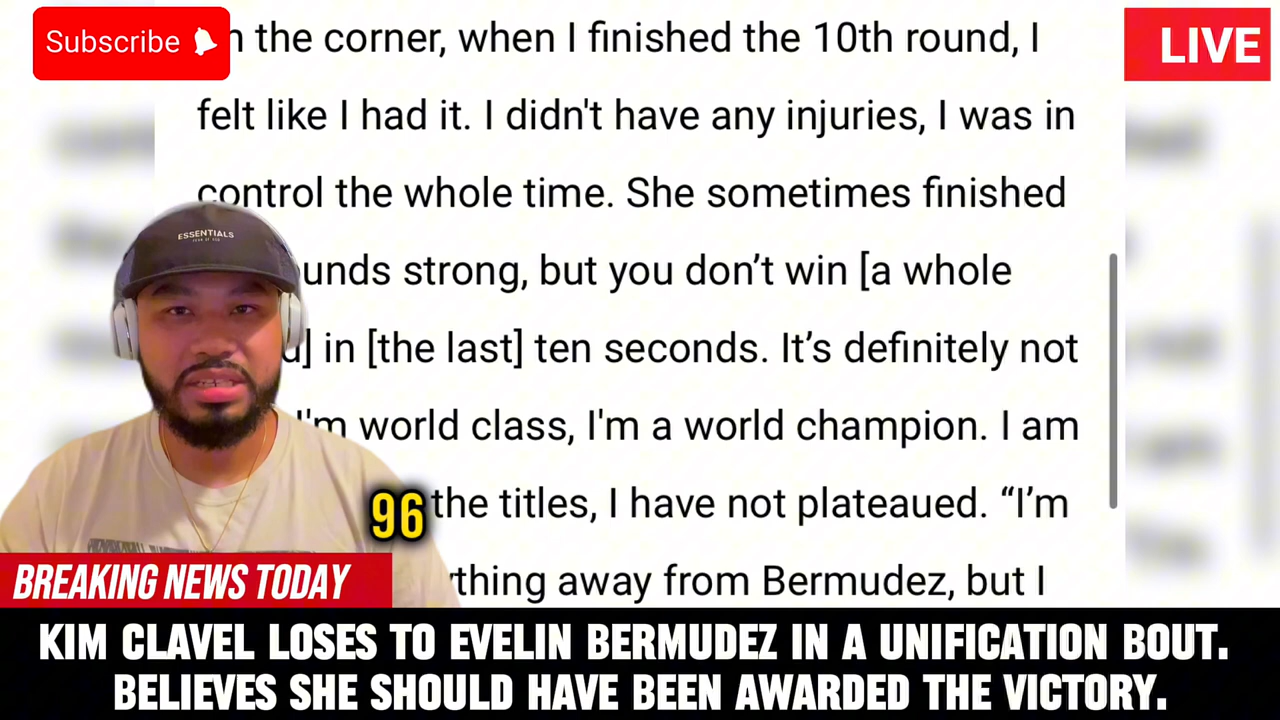 Subscribe
LIVE
the corner, when I finished the 10th round, I
felt like I had it. I didn't have any injuries, I was in
control the whole time. She sometimes finished
ESSENTIALS
unds strong, but you don’t win [a whole
d] in [the last] ten seconds. It’s definitely not
I'm world class, I'm a world champion. I am
96
the titles, I have not plateaued. “I’m
ything away from Bermudez, but I
BREAKING NEWS TODAY
KIM CLAVEL LOSES TO EVELIN BERMUDEZ IN A UNIFICATION BOUT.
BELIEVES SHE SHOULD HAVE BEEN AWARDED THE VICTORY.